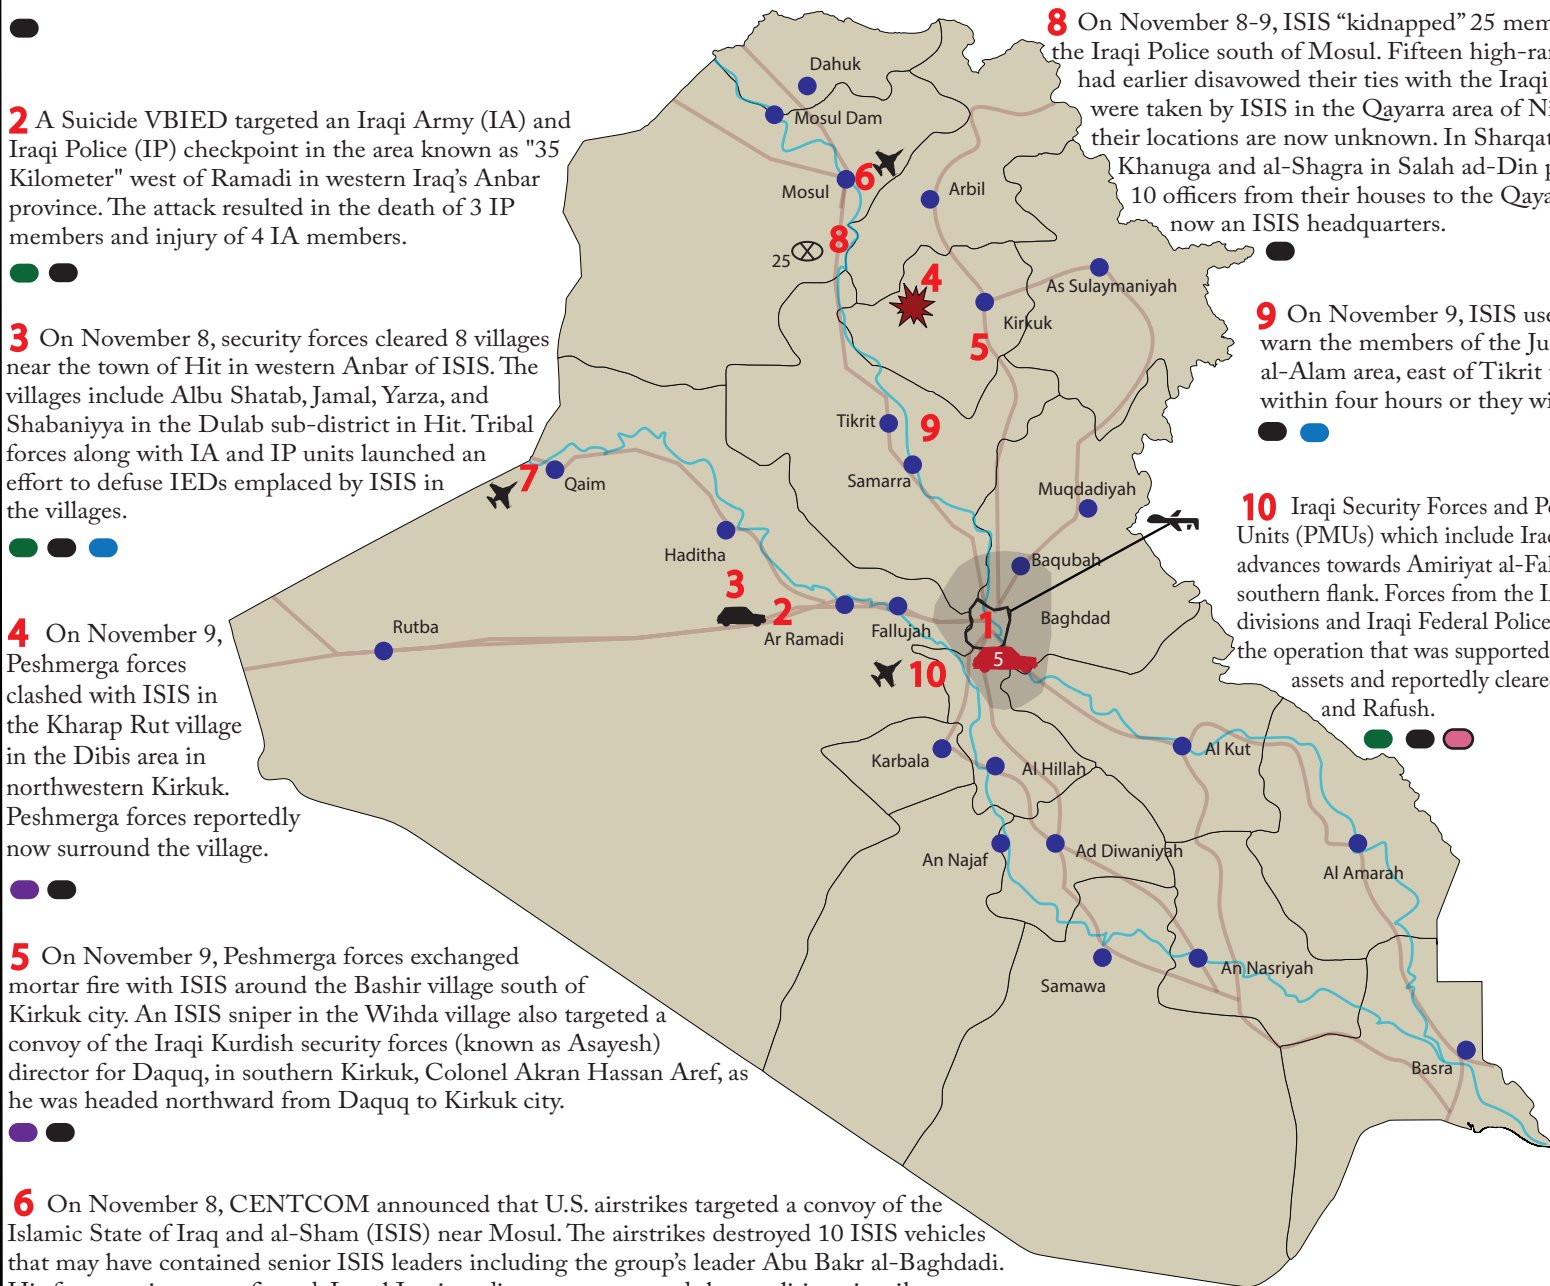 2 A Suicide VBIED targeted an Iraqi Army (IA) and
Iraqi Police (IP) checkpoint in the area known as "35
Kilometer" west of Ramadi in western Iraq’s Anbar
province. The attack resulted in the death of 3 IP
members and injury of 4 IA members.
3 On November 8, security forces cleared 8 villages
near the town of Hit in western Anbar of ISIS. The
villages include Albu Shatab, Jamal, Yarza, and
Shabaniyya in the Dulab sub-district in Hit. Tribal
forces along with IA and IP units launched an
effort to defuse IEDs emplaced by ISIS in
the villages.
4 On November 9,
Peshmerga forces
clashed with ISIS in
the Kharap Rut village
in the Dibis area in
northwestern Kirkuk.
Peshmerga forces reportedly
now surround the village.
5 On November 9, Peshmerga forces exchanged
mortar fire with ISIS around the Bashir village south of
Kirkuk city. An ISIS sniper in the Wihda village also targeted a
convoy of the Iraqi Kurdish security forces (known as Asayesh)
director for Daquq, in southern Kirkuk, Colonel Akran Hassan Aref, as
he was headed northward from Daquq to Kirkuk city.
6 On November 8, CENTCOM announced that U.S. airstrikes targeted a convoy of the
Islamic State of Iraq and al-Sham (ISIS) near Mosul. The airstrikes destroyed 10 ISIS vehicles
that may have contained senior ISIS leaders including the group’s leader Abu Bakr al-Baghdadi.
8 On November 8-9, ISIS “kidnapped” 25
the Iraqi Police south of Mosul. Fifteen
had earlier disavowed their ties with the Iraqi
were taken by ISIS in the Qayarra area of
their locations are now unknown. In
Khanuga and al-Shagra in Salah ad-Din
10 officers from their houses to the
now an ISIS headquarters.
9 On November 9, ISIS
warn the members of the
al-Alam area, east of Tikrit
within four hours or they
10 Iraqi Security Forces and
Units (PMUs) which include
advances towards Amiriyat
southern flank. Forces from the
divisions and Iraqi Federal Police
the operation that was supported
assets and reportedly
and Rafush.
Dahuk
Mosul Dam
Mosul
6
Arbil
8
25
4
As Sulaymaniyah
Kirkuk
5
Tikrit
9
Samarra
7
Qaim
Muqdadiyah
Haditha
Baqubah
3
2
Ar Ramadi
Fallujah
1
Baghdad
5
Rutba
10
Karbala
Al Hillah
Al Kut
An Najaf
Ad Diwaniyah
Al Amarah
Samawa
An Nasriyah
Basra